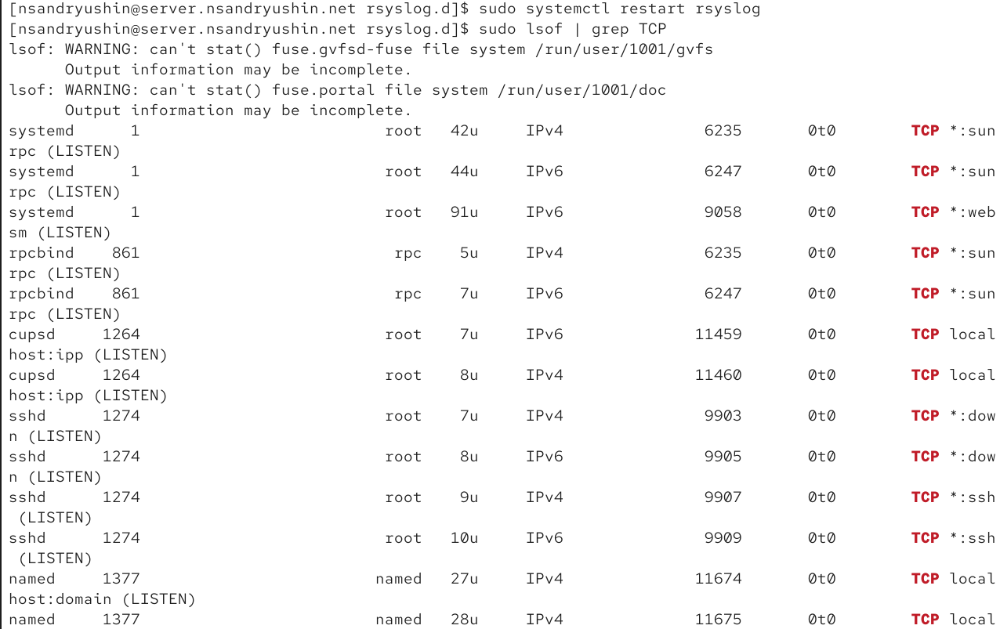 [nsandryushin@server.nsandryushin.net rsyslog.d]$ sudo systemctl restart rsyslog
[nsandryushin@server.nsandryushin.net rsyslog.d]$ sudo lsof | grep TCP
lsof: WARNING: can't stat() fuse.gvfsd-fuse file system /run/user/1001/gvfs
      Output information may be incomplete.
lsof: WARNING: can't stat() fuse.portal file system /run/user/1001/doc
      Output information may be incomplete.
systemd      1                          root   42u     IPv4               6235       0t0        TCP *:sun
rpc (LISTEN)
systemd      1                          root   44u     IPv6               6247       0t0        TCP *:sun
rpc (LISTEN)
systemd      1                          root   91u     IPv6               9058       0t0        TCP *:web
sm (LISTEN)
rpcbind    861                           rpc    5u     IPv4               6235       0t0        TCP *:sun
rpc (LISTEN)
rpcbind    861                           rpc    7u     IPv6               6247       0t0        TCP *:sun
rpc (LISTEN)
cupsd     1264                          root    7u     IPv6              11459       0t0        TCP local
host:ipp (LISTEN)
cupsd     1264                          root    8u     IPv4              11460       0t0        TCP local
host:ipp (LISTEN)
sshd      1274                          root    7u     IPv4               9903       0t0        TCP *:dow
n (LISTEN)
sshd      1274                          root    8u     IPv6               9905       0t0        TCP *:dow
n (LISTEN)
sshd      1274                          root    9u     IPv4               9907       0t0        TCP *:ssh
 (LISTEN)
sshd      1274                          root   10u     IPv6               9909       0t0        TCP *:ssh
 (LISTEN)
named     1377                         named   27u     IPv4              11674       0t0        TCP local
host:domain (LISTEN)
named     1377                         named   28u     IPv4              11675       0t0        TCP local